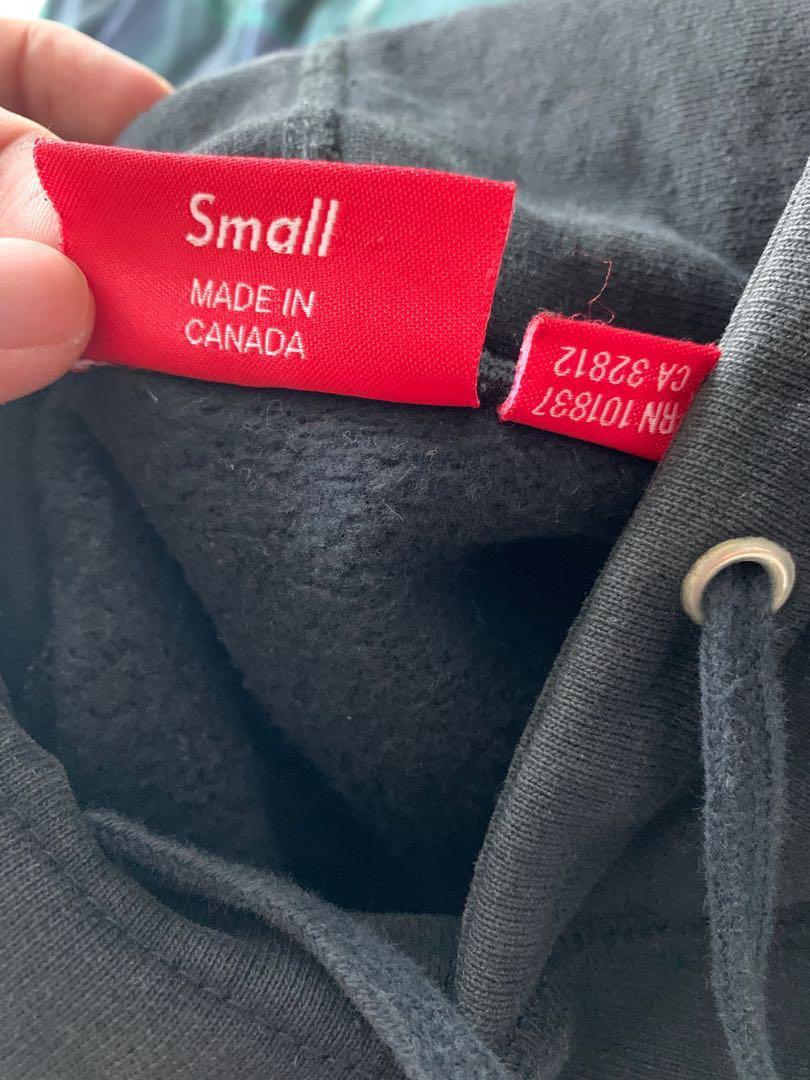 Small
MADE IN
CANADA
RN 101837
CA 32812